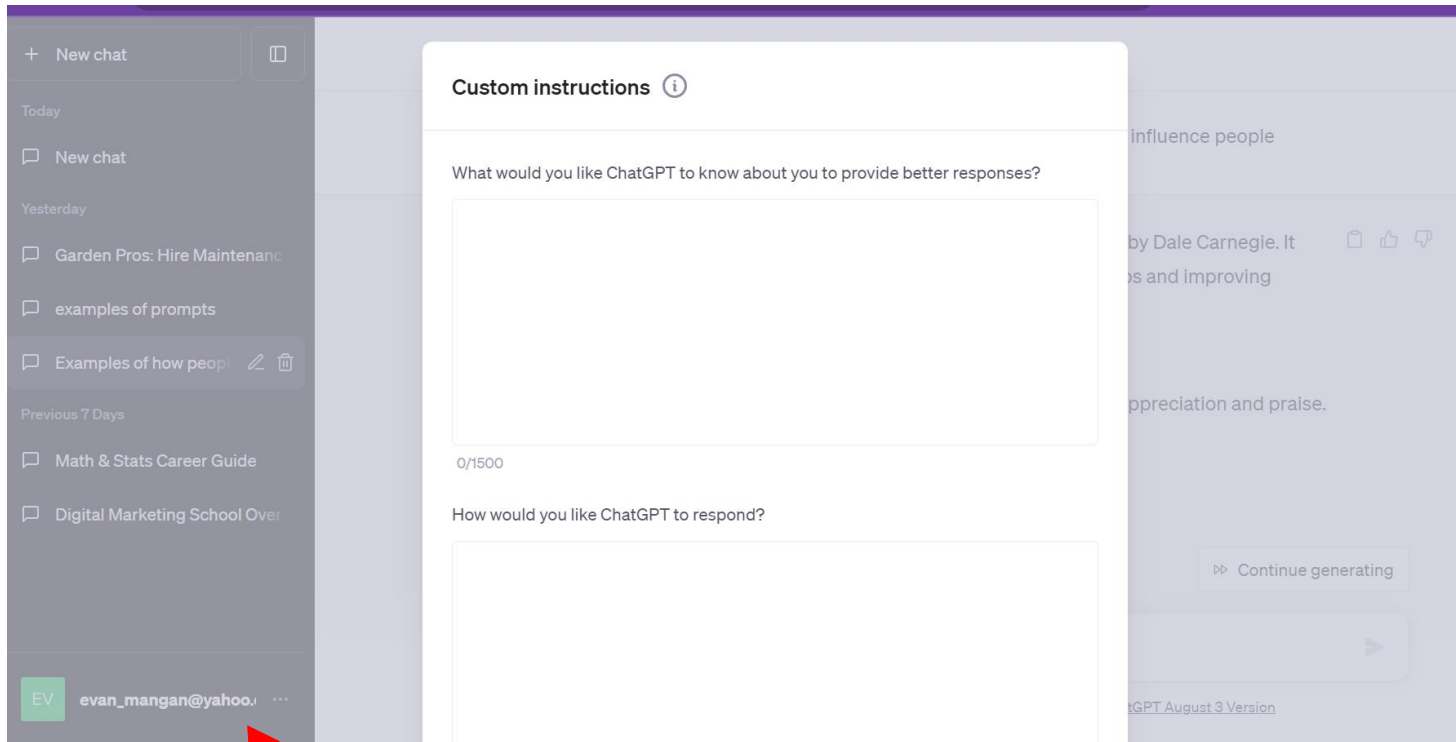 New chat
Today
New chat
Yesterday
Garden Pros: Hire Maintenanc
examples of prompts
Examples of how peopl
Previous 7 Days
Math & Stats Career Guide
Digital Marketing School Over
EV
evan_mangan@yahoo.
Custom instructions
What would you like ChatGPT to know about you to provide better responses?
0/1500
How would you like ChatGPT to respond?
influence people
by Dale Carnegie. It
ps and improving
ppreciation and praise.
Continue generating
tGPT August 3 Version